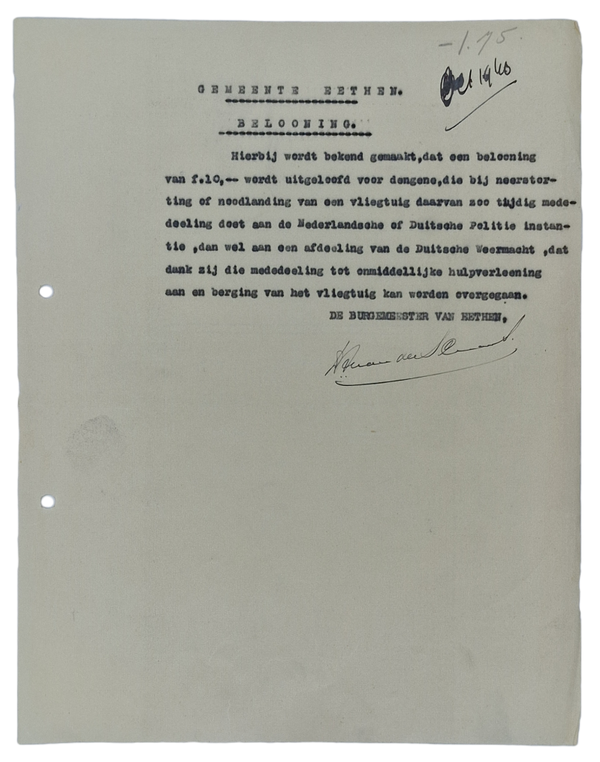 -1.75.
Oct 1940
GEMEENTE EETHEN.
BELOONING.
Hierbij wordt bekend gemaakt,dat een belooning
van f.10,-- wordt uitgeloofd voor dengene,die bij neerstor-
ting of noodlanding van een vliegtuig daarvan zoo tijdig mede-
deeling doet aan de Nederlandsche of Duitsche Politie instan-
tie ,dan wel aan een afdeeling van de Duitsche Weermacht ,dat
dank zij die mededeeling tot onmiddellijke hulpverleening
aan en berging van het vliegtuig kan worden overgegaan.
DE BURGEMEESTER VAN EETHEN,